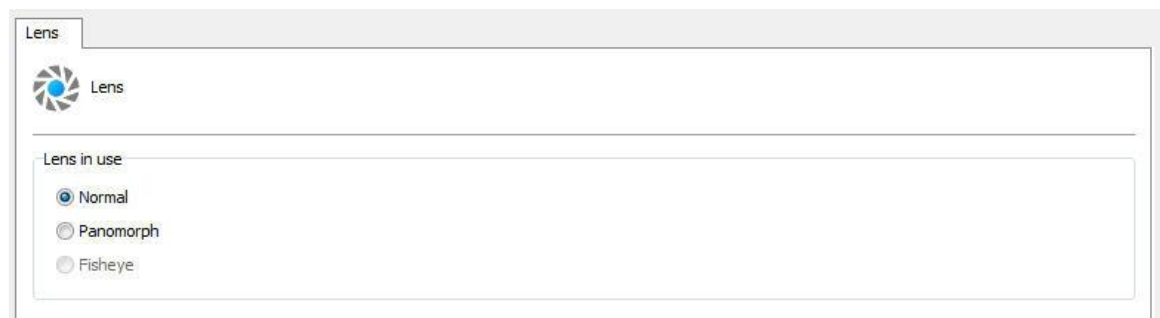 Lens
Lens
Lens in use
Normal
Panomorph
Fisheye